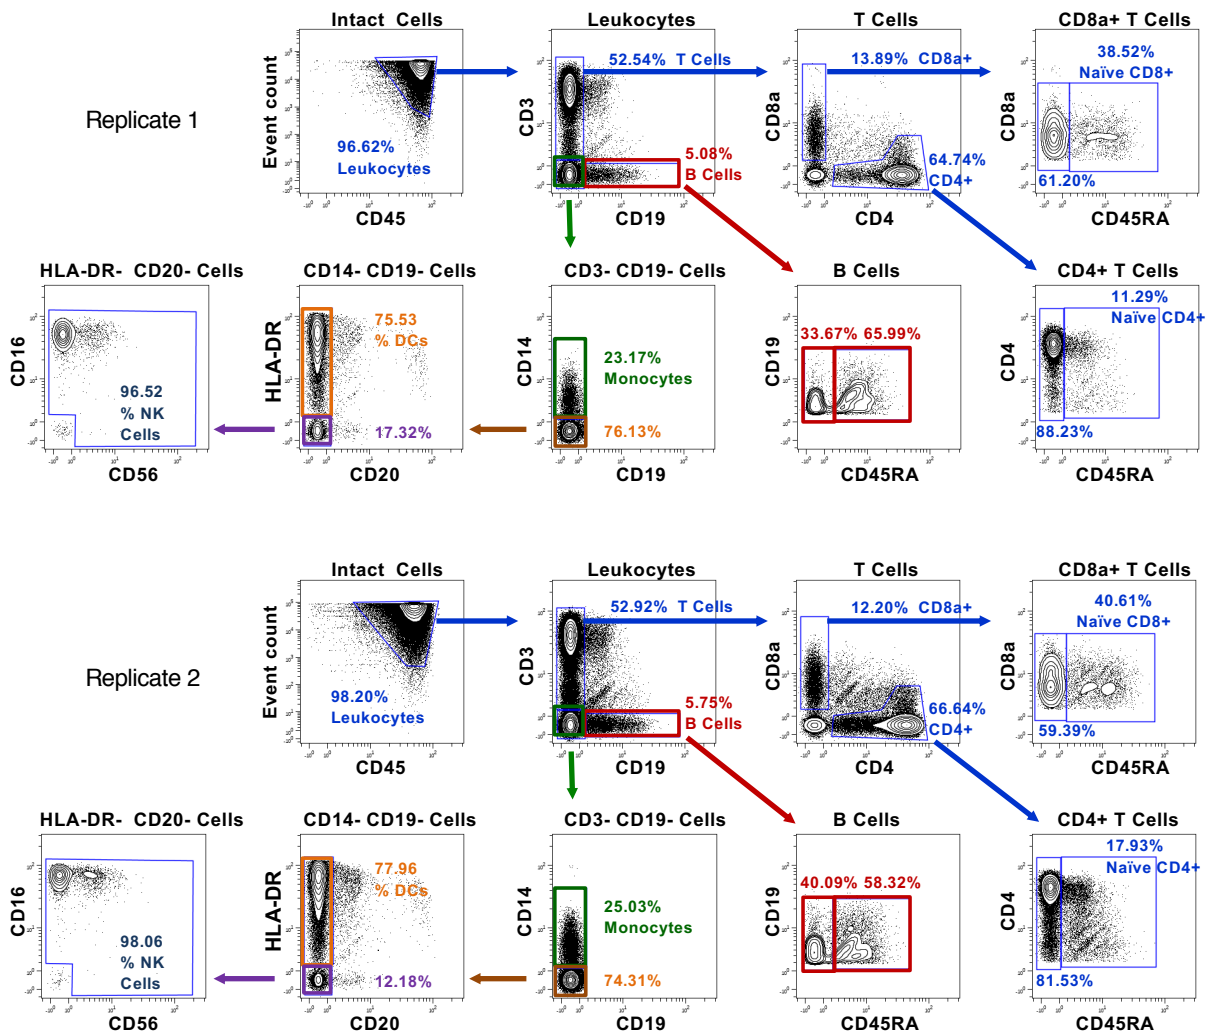 Intact Cells
Leukocytes
T Cells
CD8a+ T Cells
Replicate 1
Event count
96.62%
Leukocytes
CD45
CD3
52.54% T Cells
5.08%
B Cells
CD19
CD8a
13.89% CD8a+
64.74%
CD4+
CD4
CD8a
38.52%
Naïve CD8+
61.20%
CD45RA
HLA-DR- CD20- Cells
CD14- CD19- Cells
CD3- CD19- Cells
B Cells
CD4+ T Cells
CD16
96.52
% NK
Cells
CD56
HLA-DR
75.53
% DCs
17.32%
CD20
CD14
23.17%
Monocytes
76.13%
CD19
CD19
33.67% 65.99%
CD45RA
CD4
11.29%
Naïve CD4+
88.23%
CD45RA
Intact Cells
Leukocytes
T Cells
CD8a+ T Cells
Replicate 2
Event count
98.20%
Leukocytes
CD45
CD3
52.92% T Cells
5.75%
B Cells
CD19
CD8a
12.20% CD8a+
66.64%
CD4+
CD4
CD8a
40.61%
Naïve CD8+
59.39%
CD45RA
HLA-DR- CD20- Cells
CD14- CD19- Cells
CD3- CD19- Cells
B Cells
CD4+ T Cells
CD16
98.06
% NK
Cells
CD56
HLA-DR
77.96
% DCs
12.18%
CD20
CD14
25.03%
Monocytes
74.31%
CD19
CD19
40.09% 58.32%
CD45RA
CD4
17.93%
Naïve CD4+
81.53%
CD45RA